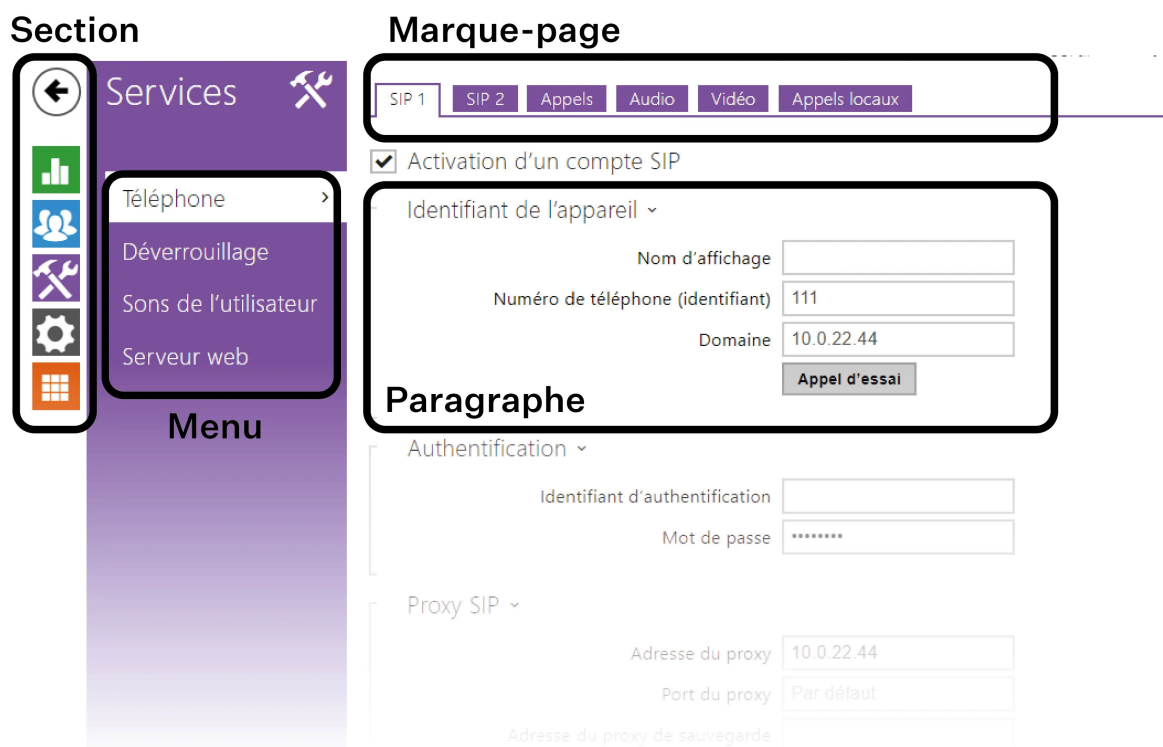 Section
Marque-page
Services
SIP 1 SIP 2 Appels Audio Vidéo Appels locaux
Activation d'un compte SIP
Téléphone
Déverrouillage
Sons de l'utilisateur
Serveur web
Menu
Identifiant de l'appareil
Nom d'affichage
Numéro de téléphone (identifiant) 111
Domaine 10.0.22.44
Appel d'essai
Paragraphe
Authentification
Identifiant d'authentification
Mot de passe ••••••••
Proxy SIP
Adresse du proxy 10.0.22.44
Port du proxy Par défaut
Adresse du proxy de sauvegarde